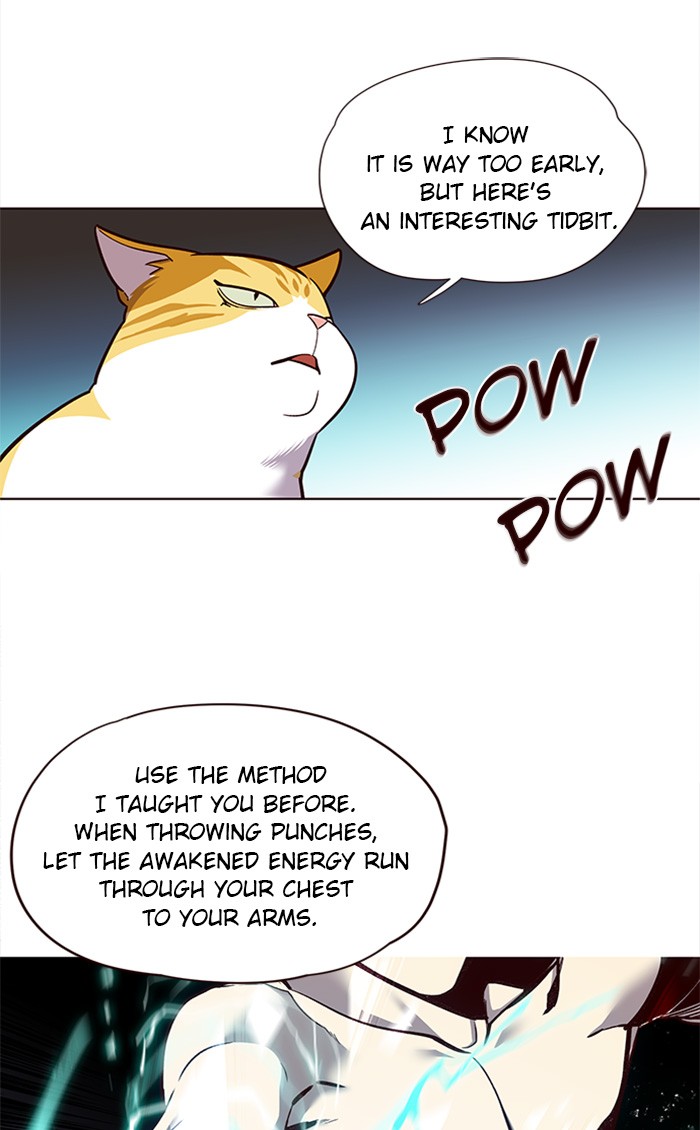 I KNOW
IT IS WAY TOO EARLY,
BUT HERE'S
AN INTERESTING TIDBIT.
POW
POW
USE THE METHOD
I TAUGHT YOU BEFORE.
WHEN THROWING PUNCHES,
LET THE AWAKENED ENERGY RUN
THROUGH YOUR CHEST
TO YOUR ARMS.